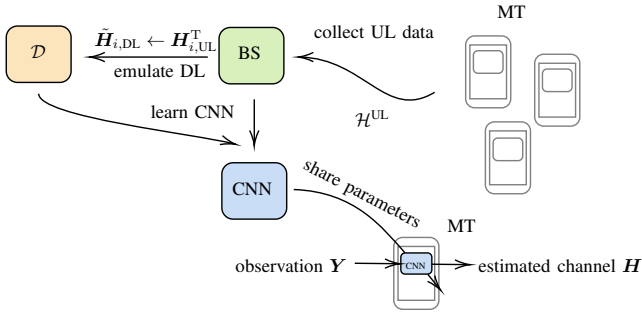 MT
collect UL data
𝒟
H̃_{i,DL} ← H^T_{i,UL}
BS
emulate DL
learn CNN
ℋ^{UL}
CNN
share parameters
MT
observation Y
CNN
estimated channel H